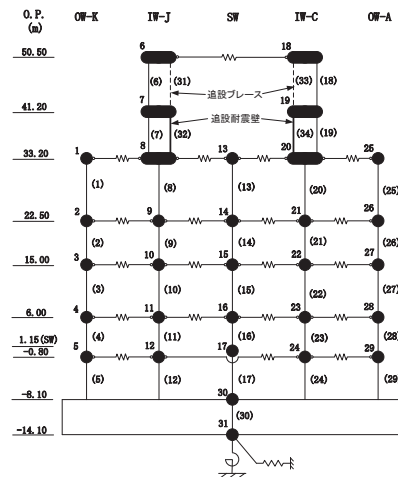 O.P.
(m)
OW-K IW-J SW IW-C OW-A
50.50
6 18
(6) (31) (33) (18)
追設ブレース
41.20
7 19
追設耐震壁
(7) (32) (34) (19)
33.20
1 8 13 20 25
(1) (8) (13) (20) (25)
22.50
2 9 14 21 26
(2) (9) (14) (21) (26)
15.00
3 10 15 22 27
(3) (10) (15) (22) (27)
6.00
4 11 16 23 28
(4) (11) (16) (23) (28)
1.15(SW)
-0.80
5 12 17 24 29
(5) (12) (17) (24) (29)
-8.10
30
(30)
-14.10
31